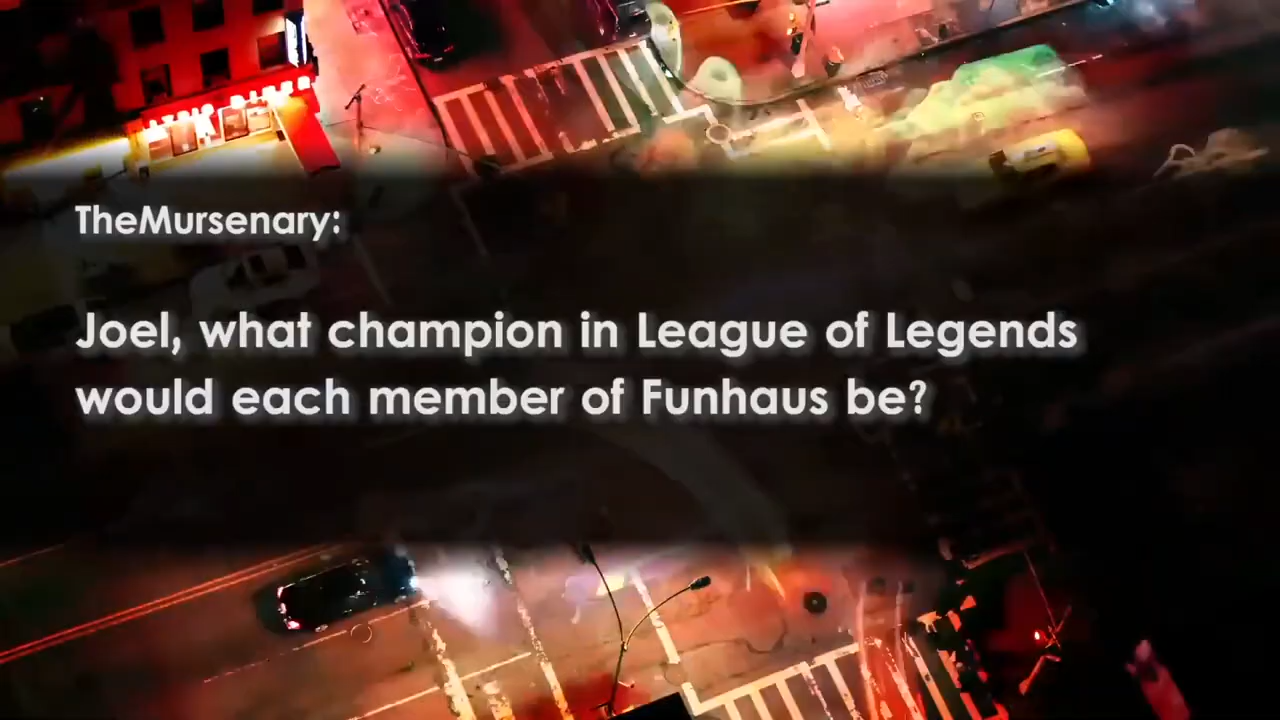 TheMursenary:
Joel, what champion in League of Legends
would each member of Funhaus be?